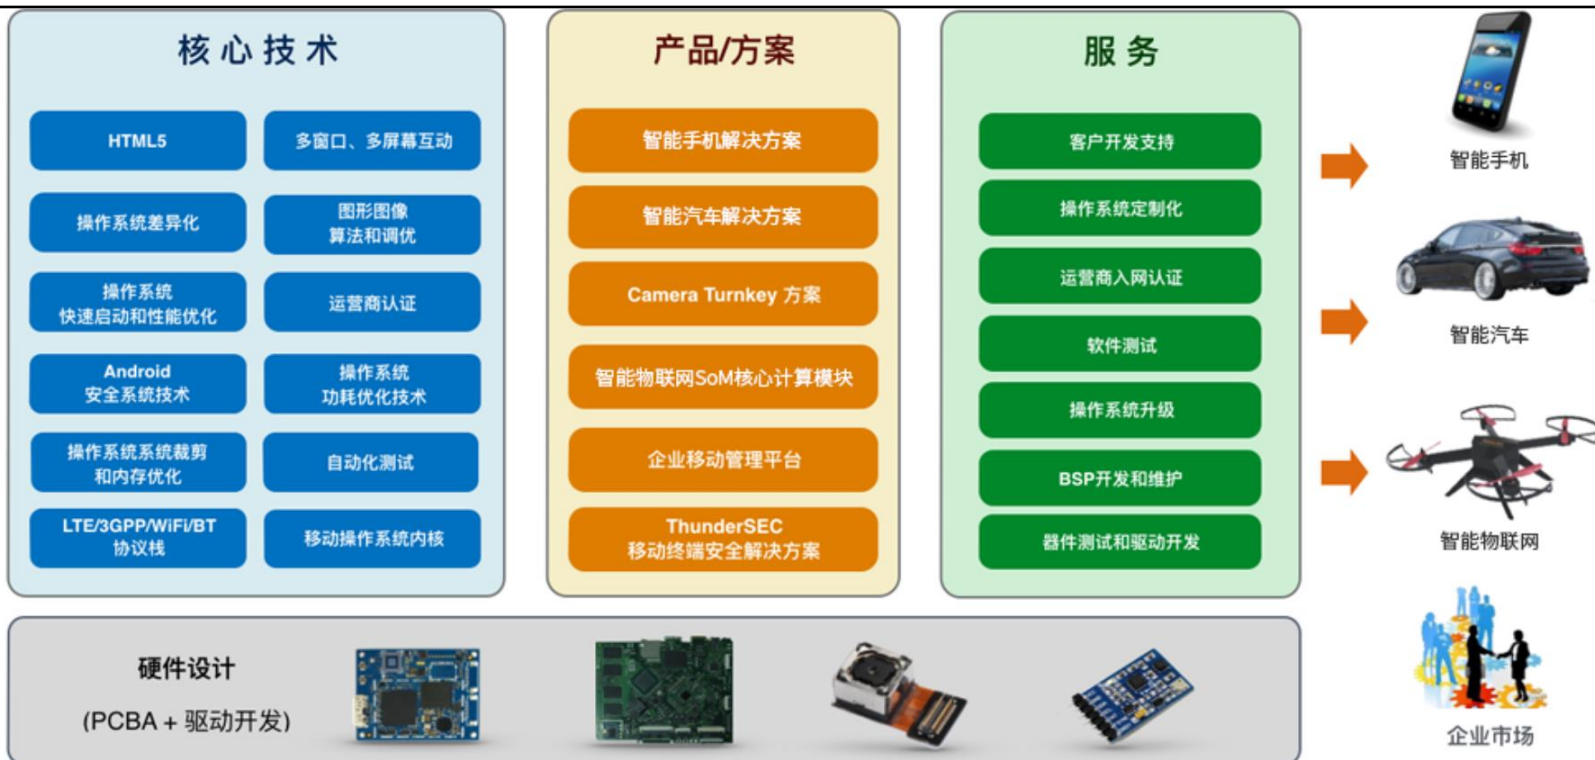 核心技术
HTML5
多窗口、多屏幕互动
操作系统差异化
图形图像
算法和调优
操作系统
快速启动和性能优化
运营商认证
Android
安全系统技术
操作系统
功耗优化技术
操作系统系统裁剪
和内存优化
自动化测试
LTE/3GPP/WiFi/BT
协议栈
移动操作系统内核
产品/方案
智能手机解决方案
智能汽车解决方案
Camera Turnkey 方案
智能物联网SoM核心计算模块
企业移动管理平台
ThunderSEC
移动终端安全解决方案
服务
客户开发支持
操作系统定制化
运营商入网认证
软件测试
操作系统升级
BSP开发和维护
器件测试和驱动开发
智能手机
智能汽车
智能物联网
企业市场
硬件设计
(PCBA + 驱动开发)